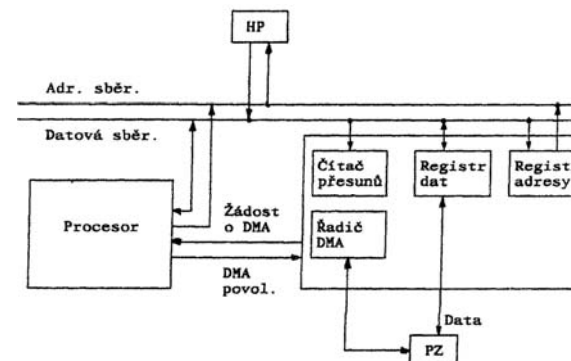 HP
Adr. sběr.
Datová sběr.
Čítač
přesunů
Registr
dat
Regist
adresy
Procesor
Žádost
o DMA
Řadič
DMA
DMA
povol.
Data
PZ